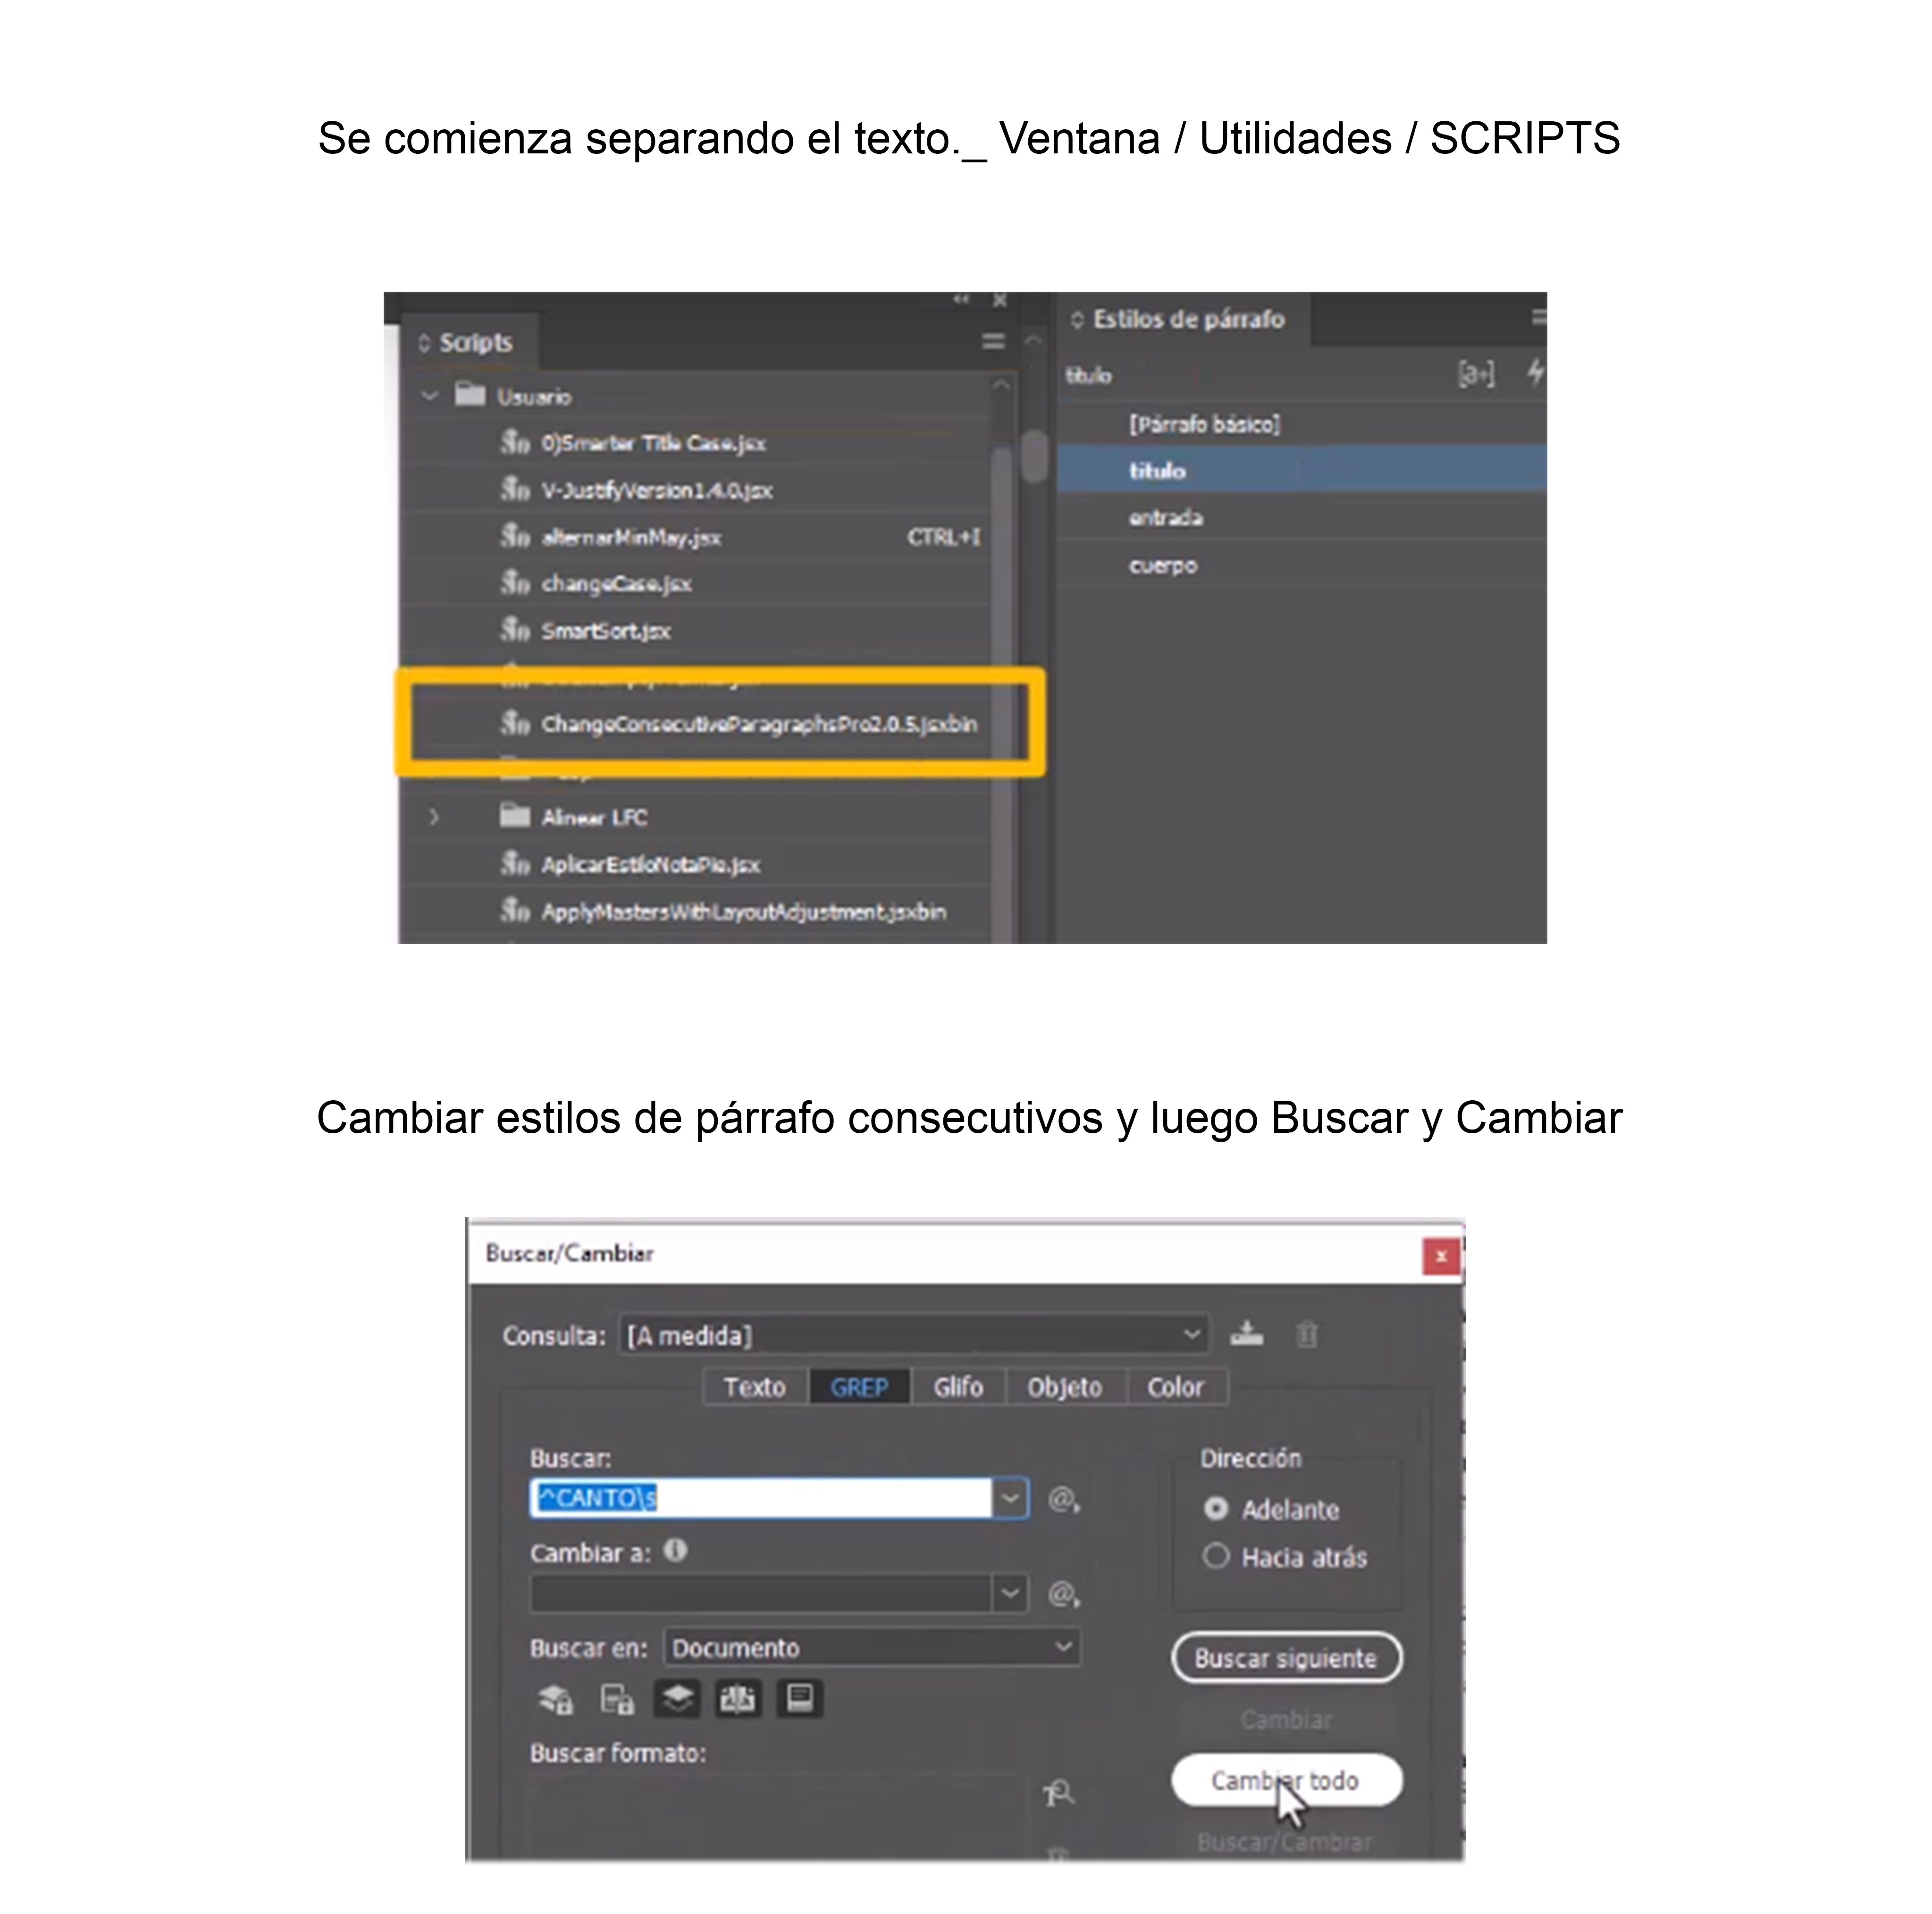 Se comienza separando el texto._ Ventana / Utilidades / SCRIPTS
Scripts
Usuario
0)Smarter Title Case.jsx
V-JustifyVersion1.4.0.jsx
alternarMinMay.jsx CTRL+I
changeCase.jsx
SmartSort.jsx
ChangeConsecutiveParagraphsPro2.0.5.jsxbin
Alinear LFC
AplicarEstiloNotaPie.jsx
ApplyMastersWithLayoutAdjustment.jsxbin
Estilos de párrafo
titulo [a+]
[Párrafo básico]
titulo
entrada
cuerpo
Cambiar estilos de párrafo consecutivos y luego Buscar y Cambiar
Buscar/Cambiar x
Consulta: [A medida]
Texto GREP Glifo Objeto Color
Buscar:
^CANTO\s
Cambiar a:
Buscar en: Documento
Buscar formato:
Dirección
Adelante
Hacia atrás
Buscar siguiente
Cambiar
Cambiar todo
Buscar/Cambiar